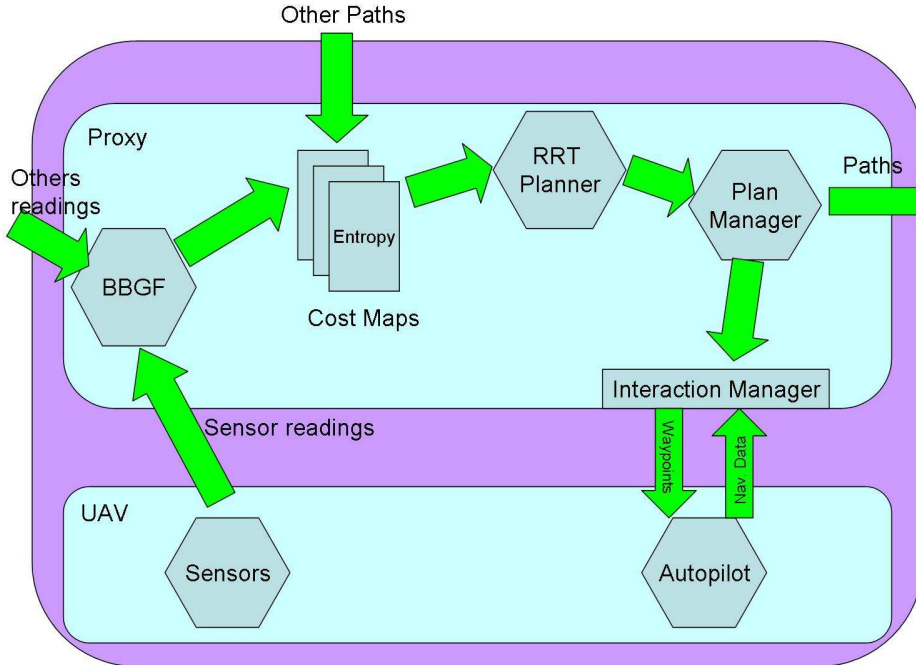 Other Paths
Proxy
Others
readings
BBGF
Entropy
Cost Maps
RRT
Planner
Plan
Manager
Paths
Interaction Manager
Sensor readings
Waypoints
Nav. Data
UAV
Sensors
Autopilot